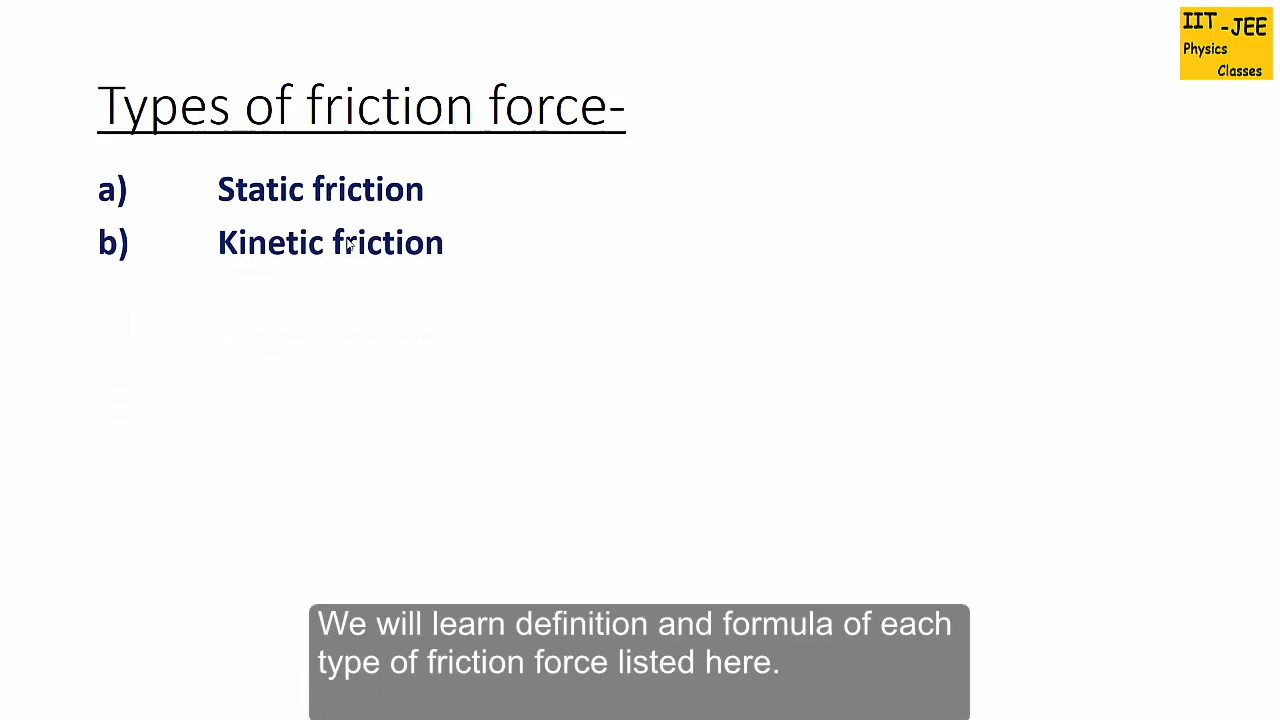 IIT -JEE
Physics
Classes
Types of friction force-
a) Static friction
b) Kinetic friction
We will learn definition and formula of each
type of friction force listed here.